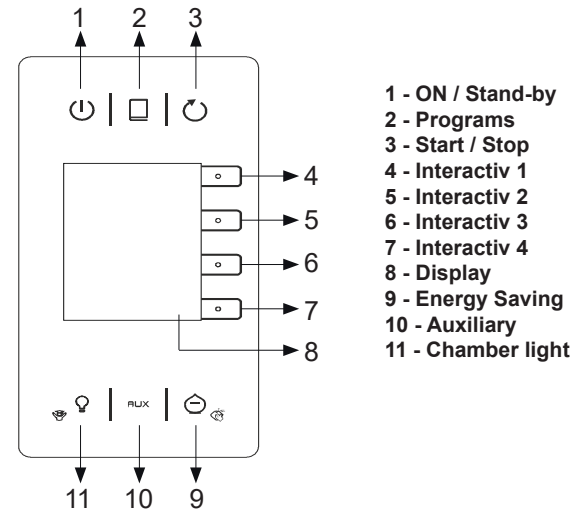 1 2 3
4
5
6
7
8
AUX
11 10 9
1 - ON / Stand-by
2 - Programs
3 - Start / Stop
4 - Interactiv 1
5 - Interactiv 2
6 - Interactiv 3
7 - Interactiv 4
8 - Display
9 - Energy Saving
10 - Auxiliary
11 - Chamber light